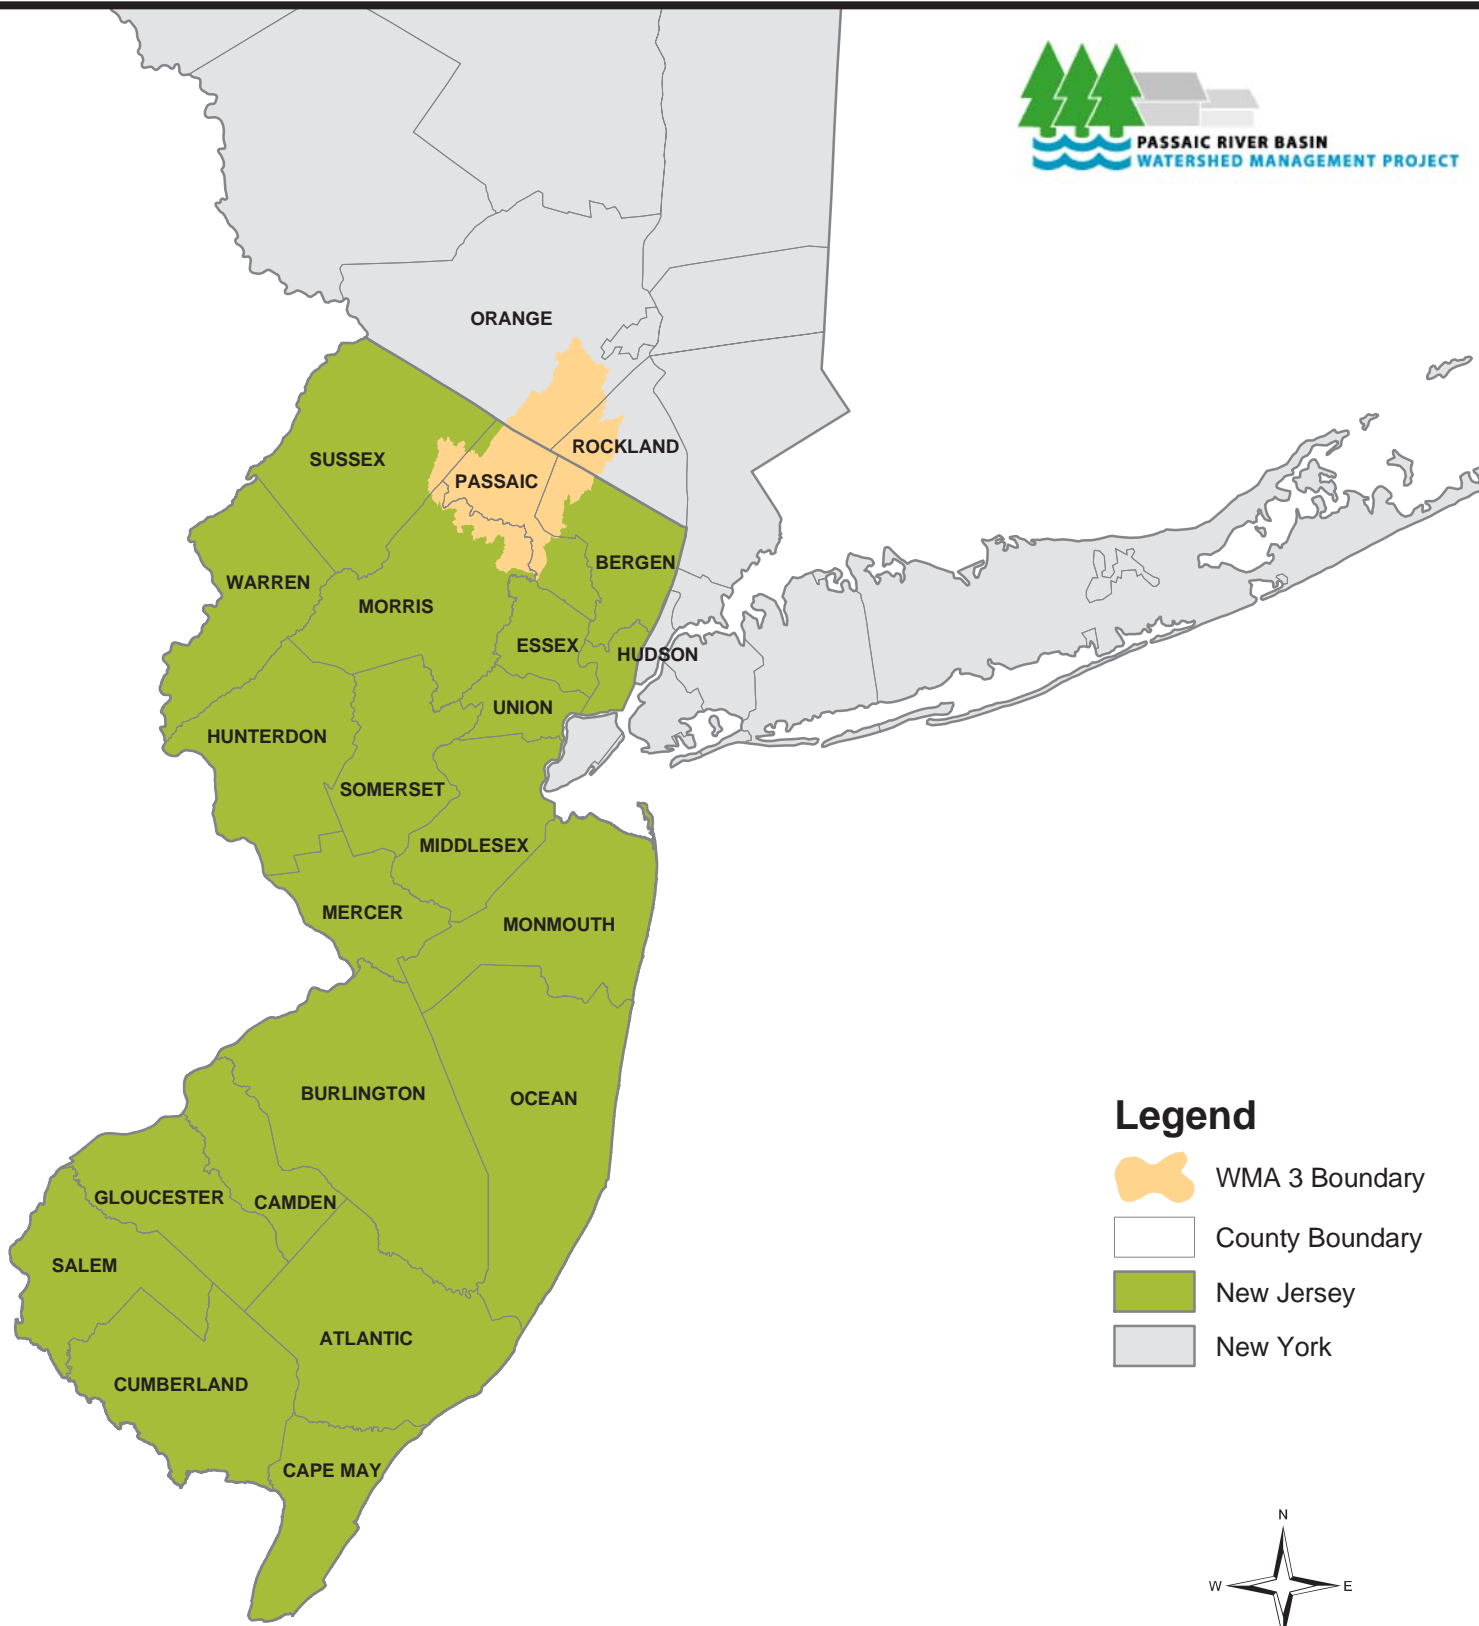 PASSAIC RIVER BASIN
WATERSHED MANAGEMENT PROJECT
ORANGE
ROCKLAND
SUSSEX
PASSAIC
BERGEN
WARREN
MORRIS
ESSEX
HUDSON
UNION
HUNTERDON
SOMERSET
MIDDLESEX
MERCER
MONMOUTH
BURLINGTON
OCEAN
GLOUCESTER
CAMDEN
SALEM
ATLANTIC
CUMBERLAND
CAPE MAY
Legend
WMA 3 Boundary
County Boundary
New Jersey
New York
N
W
E